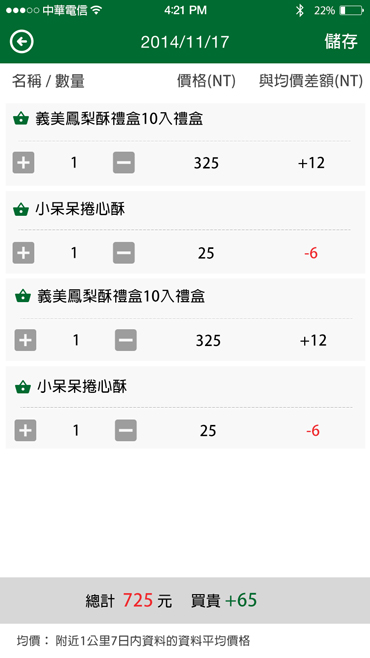 中華電信 4:21 PM 22%
2014/11/17 儲存
名稱 / 數量 價格(NT) 與均價差額(NT)
義美鳳梨酥禮盒10入禮盒
1 325 +12
小呆呆捲心酥
1 25 -6
義美鳳梨酥禮盒10入禮盒
1 325 +12
小呆呆捲心酥
1 25 -6
總計 725 元 買貴 +65
均價： 附近1公里7日內資料的資料平均價格